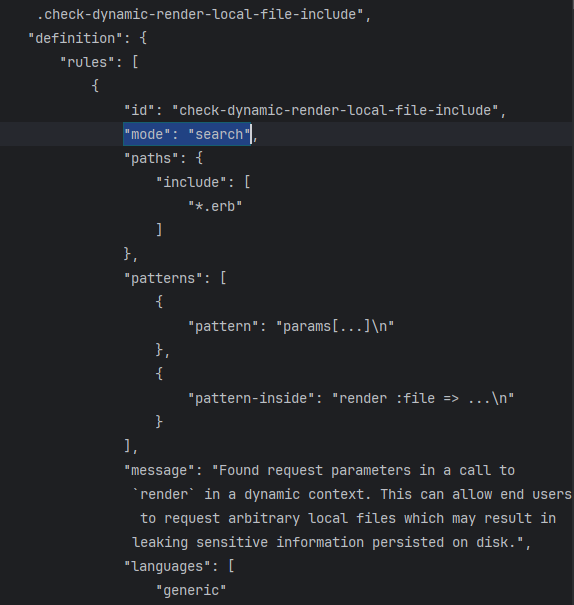 .check-dynamic-render-local-file-include",
"definition": {
"rules": [
{
"id": "check-dynamic-render-local-file-include",
"mode": "search",
"paths": {
"include": [
"*.erb"
]
},
"patterns": [
{
"pattern": "params[...]\n"
},
{
"pattern-inside": "render :file => ...\n"
}
],
"message": "Found request parameters in a call to
`render` in a dynamic context. This can allow end users
to request arbitrary local files which may result in
leaking sensitive information persisted on disk.",
"languages": [
"generic"